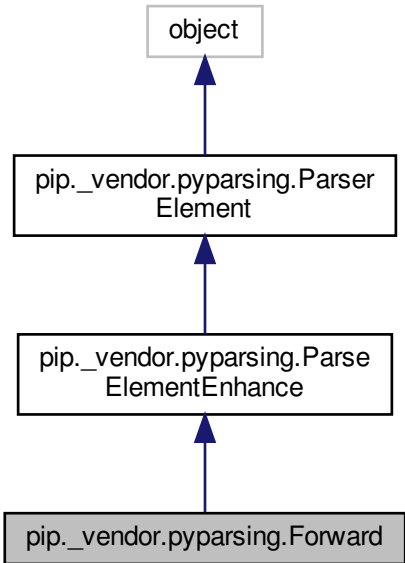 object
pip._vendor.pyparsing.Parser
Element
pip._vendor.pyparsing.Parse
ElementEnhance
pip._vendor.pyparsing.Forward